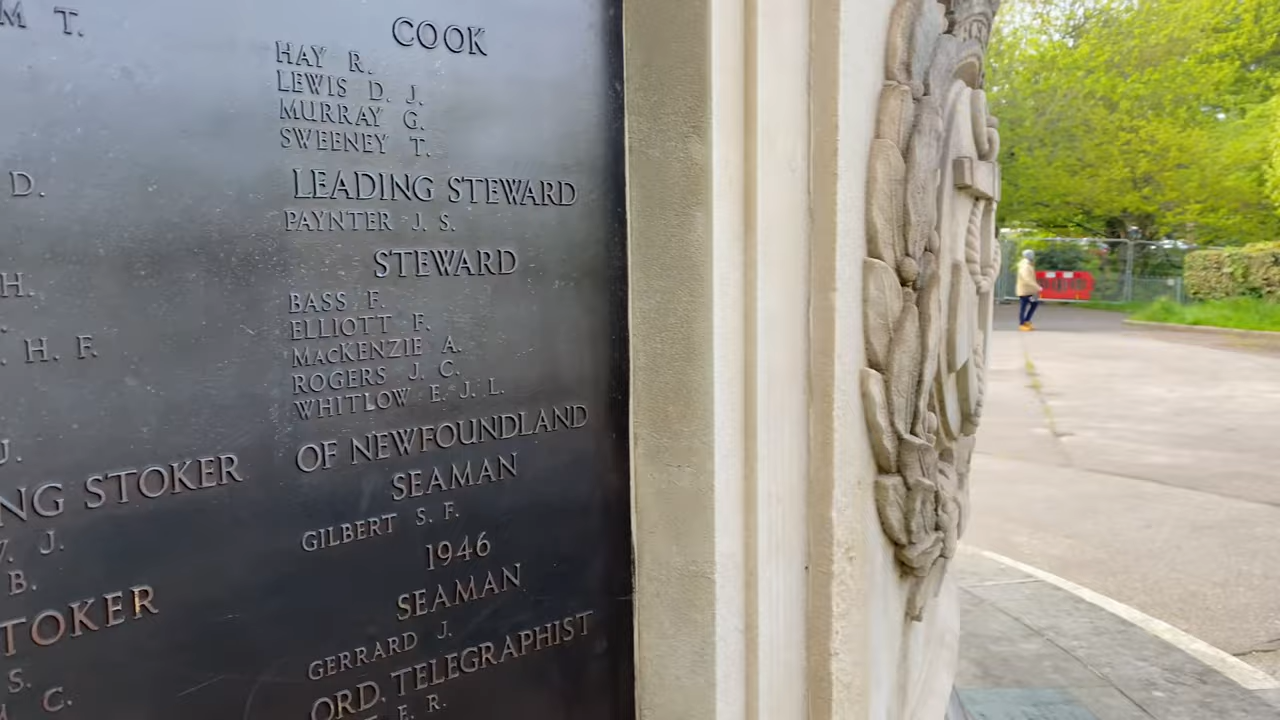 M T.
D.
H.
. H. F.
J.
NG STOKER
. J.
B.
TOKER
S.
C.
COOK
HAY R.
LEWIS D. J.
MURRAY G.
SWEENEY T.
LEADING STEWARD
PAYNTER J. S.
STEWARD
BASS F.
ELLIOTT F.
MacKENZIE A.
ROGERS J. C.
WHITLOW E. J. L.
OF NEWFOUNDLAND
SEAMAN
GILBERT S. F.
1946
SEAMAN
GERRARD J.
ORD. TELEGRAPHIST
E. R.